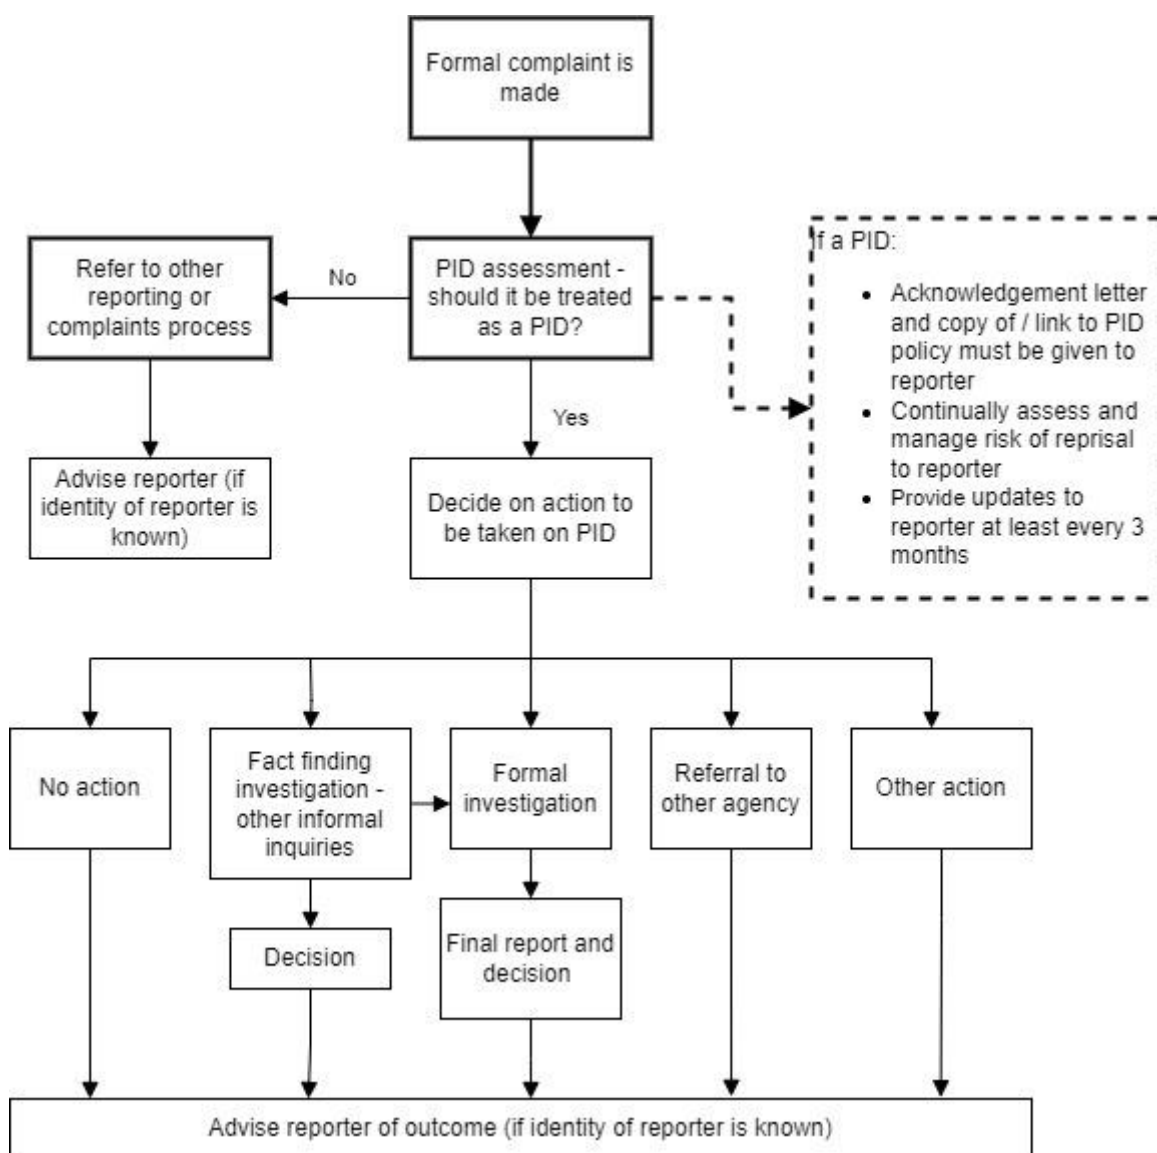 Formal complaint is
made
Refer to other
reporting or
complaints process
No
PID assessment -
should it be treated
as a PID?
If a PID:
• Acknowledgement letter
and copy of / link to PID
policy must be given to
reporter
• Continually assess and
manage risk of reprisal
to reporter
• Provide updates to
reporter at least every 3
months
Yes
Advise reporter (if
identity of reporter is
known)
Decide on action to
be taken on PID
No action
Fact finding
investigation -
other informal
inquiries
Formal
investigation
Referral to
other agency
Other action
Decision
Final report and
decision
Advise reporter of outcome (if identity of reporter is known)